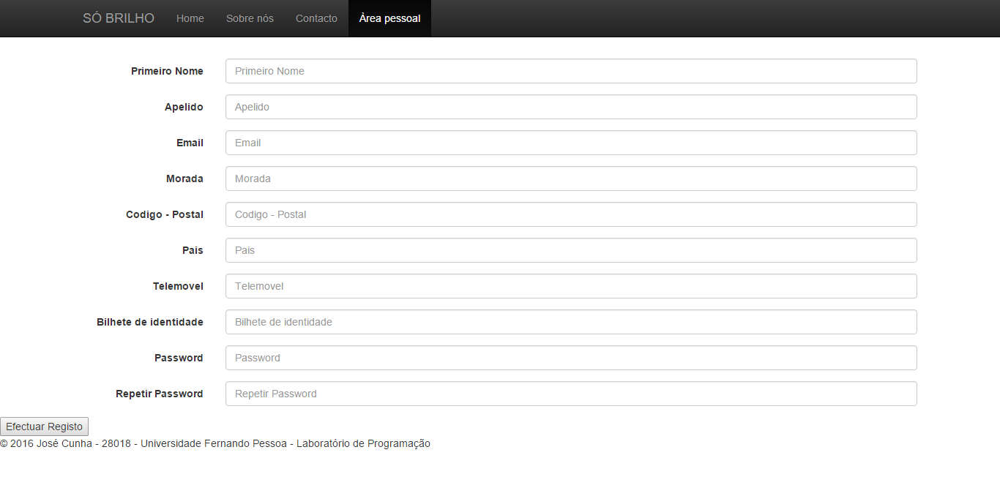 SÓ BRILHO Home Sobre nós Contacto Àrea pessoal
Primeiro Nome Primeiro Nome
Apelido Apelido
Email Email
Morada Morada
Codigo - Postal Codigo - Postal
Pais Pais
Telemovel Telemovel
Bilhete de identidade Bilhete de identidade
Password Password
Repetir Password Repetir Password
Efectuar Registo
© 2016 José Cunha - 28018 - Universidade Fernando Pessoa - Laboratório de Programação